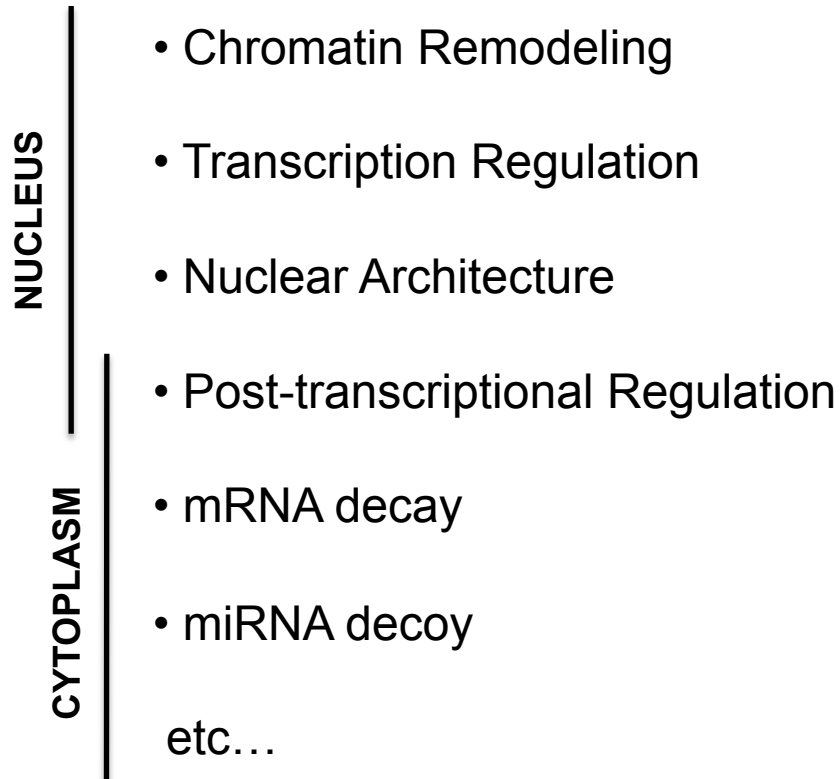 NUCLEUS
• Chromatin Remodeling
• Transcription Regulation
• Nuclear Architecture
• Post-transcriptional Regulation
CYTOPLASM
• mRNA decay
• miRNA decoy
etc…